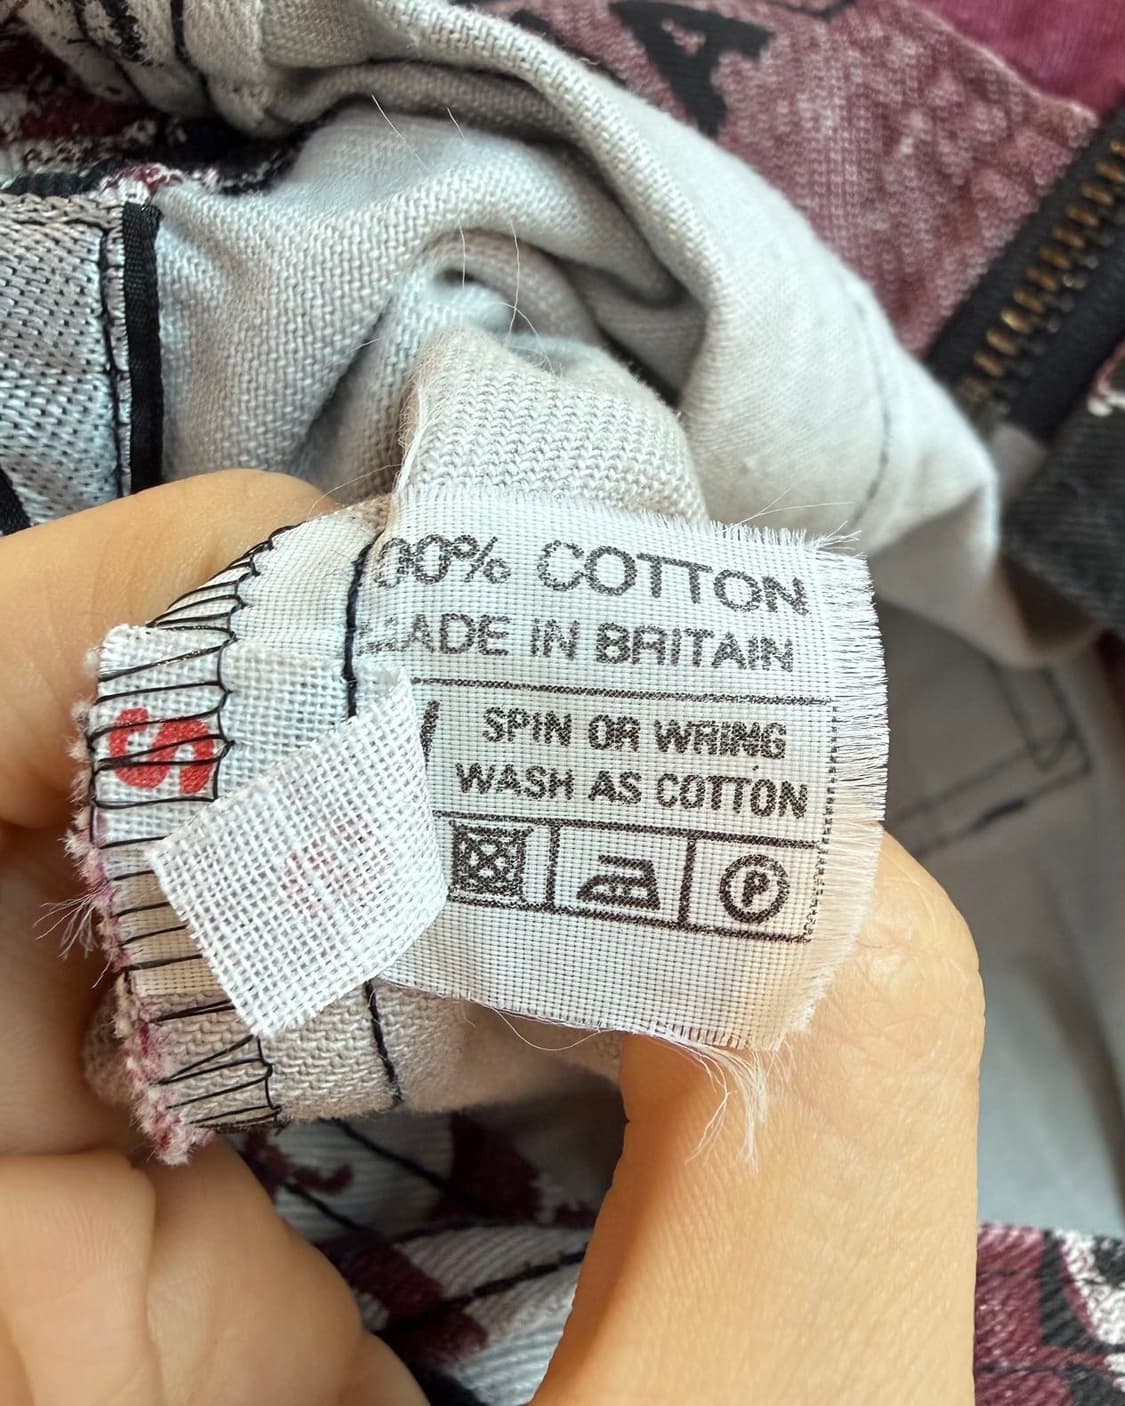 A
00% COTTON
ADE IN BRITAIN
SPIN OR WRING
WASH AS COTTON
P
S